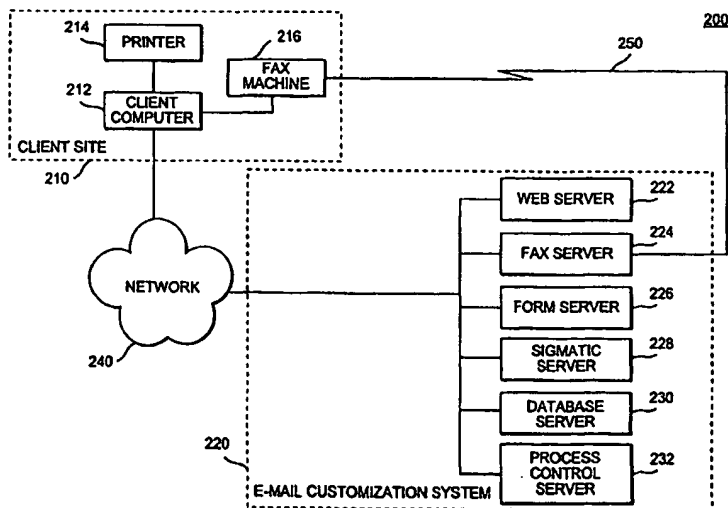 200
214
PRINTER
216
FAX
MACHINE
250
212
CLIENT
COMPUTER
CLIENT SITE
210
WEB SERVER
222
FAX SERVER
224
NETWORK
240
FORM SERVER
226
SIGMATIC
SERVER
228
DATABASE
SERVER
230
PROCESS
CONTROL
SERVER
232
220
E-MAIL CUSTOMIZATION SYSTEM